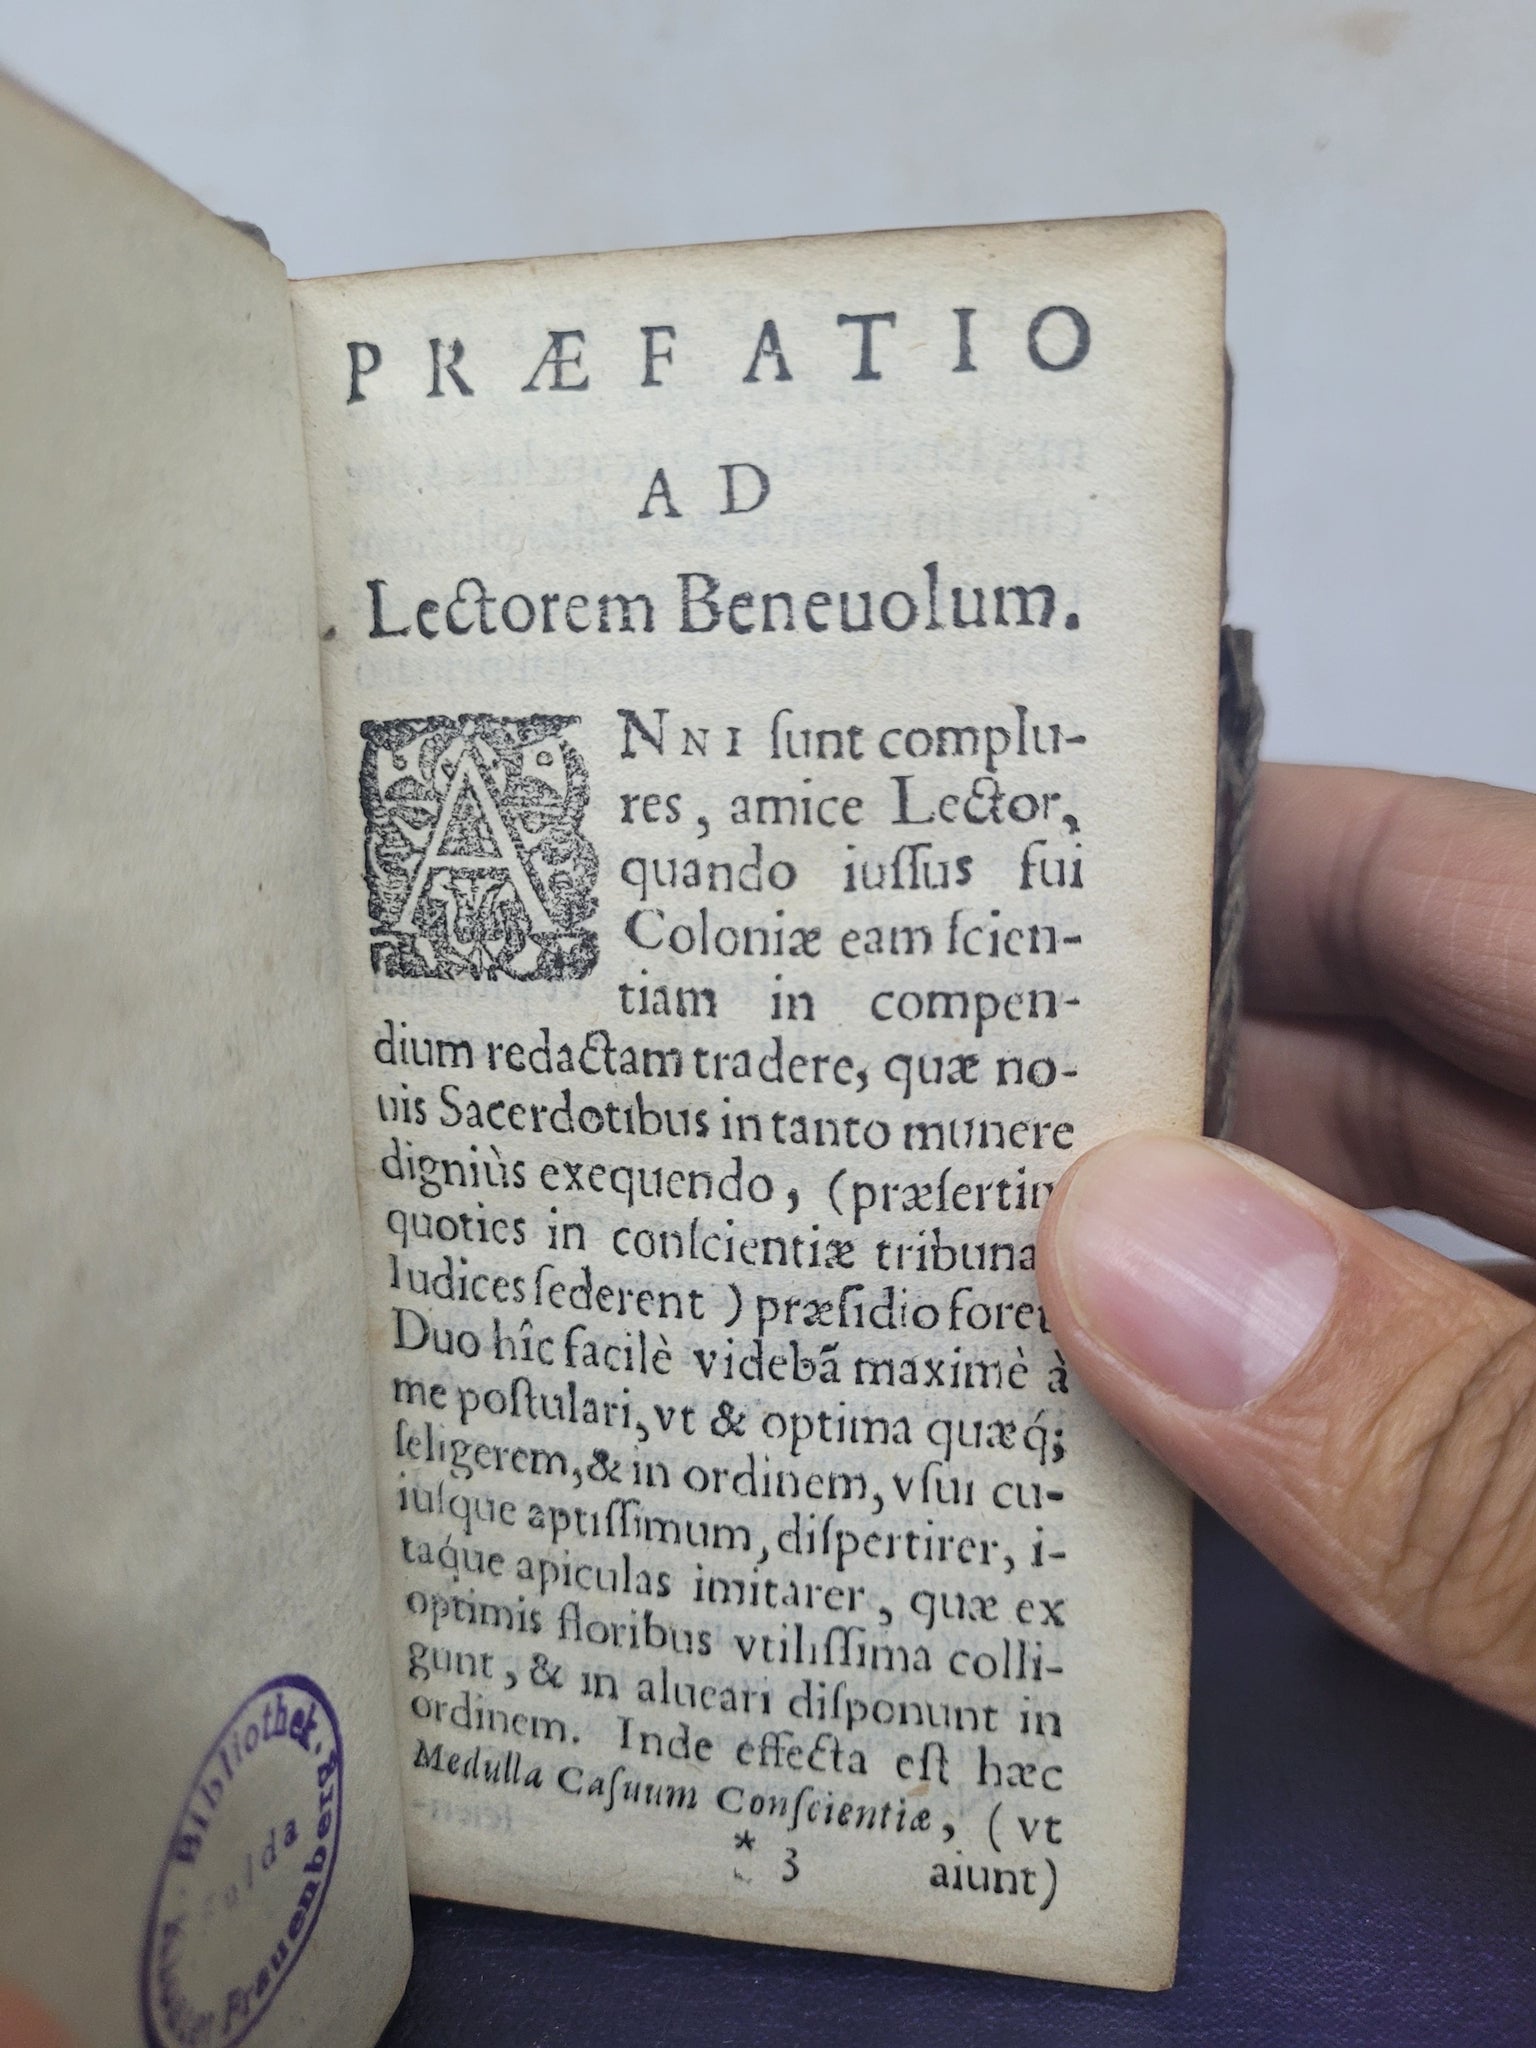 PRÆFATIO
AD
Lectorem Beneuolum.
ANNI ſunt complu-
res, amice Lector,
quando iuſſus fui
Coloniæ eam ſcien-
tiam in compen-
dium redactam tradere, quæ no-
uis Sacerdotibus in tanto munere
digniùs exequendo, (præſertim
quoties in conſcientiæ tribuna
Iudices ſederent) præſidio foret
Duo hîc facilè videbã maximè à
me poſtulari, vt & optima quæq́;
ſeligerem, & in ordinem, vſui cu-
iuſque aptiſſimum, diſpertirer, i-
taq́ue apiculas imitarer, quæ ex
optimis floribus vtiliſſima colli-
gunt, & in alueari diſponunt in
ordinem. Inde effecta eſt hæc
Medulla Caſuum Conſcientiæ, (vt
* 3 aiunt)
Bibliothek
Fulda
Frauenberg